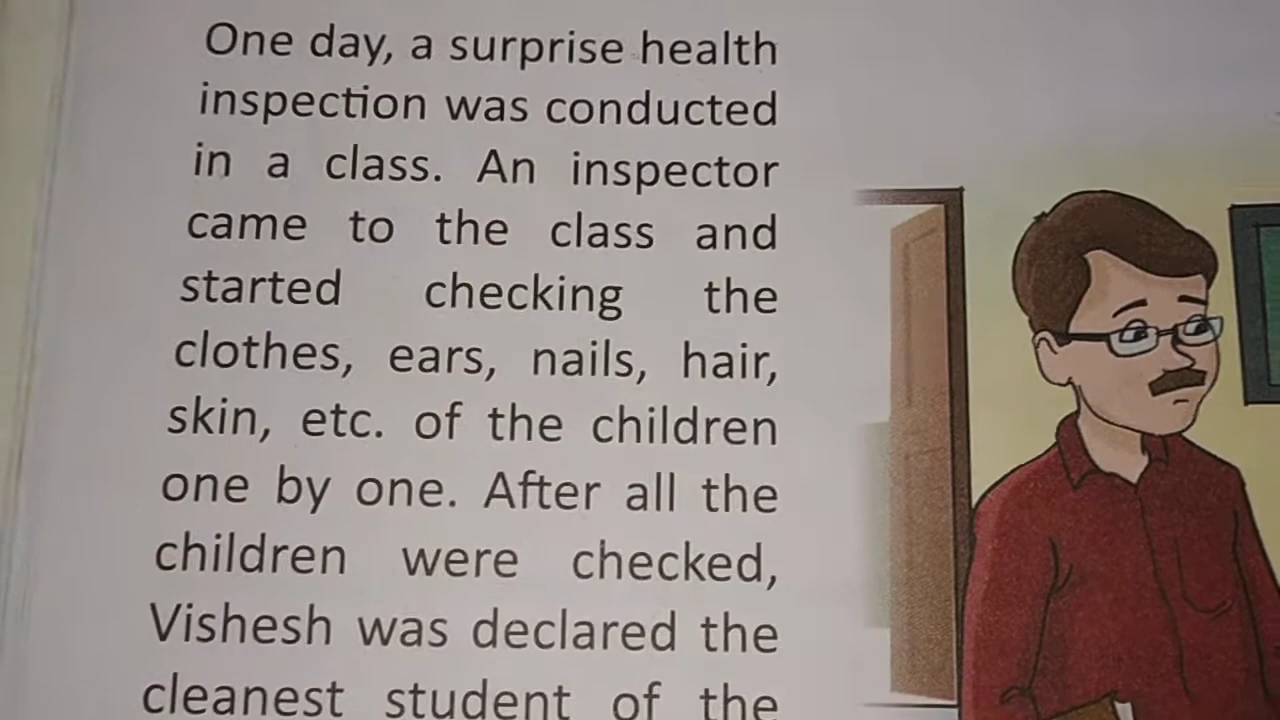 One day, a surprise health
inspection was conducted
in a class. An inspector
came to the class and
started checking the
clothes, ears, nails, hair,
skin, etc. of the children
one by one. After all the
children were checked,
Vishesh was declared the
cleanest student of the